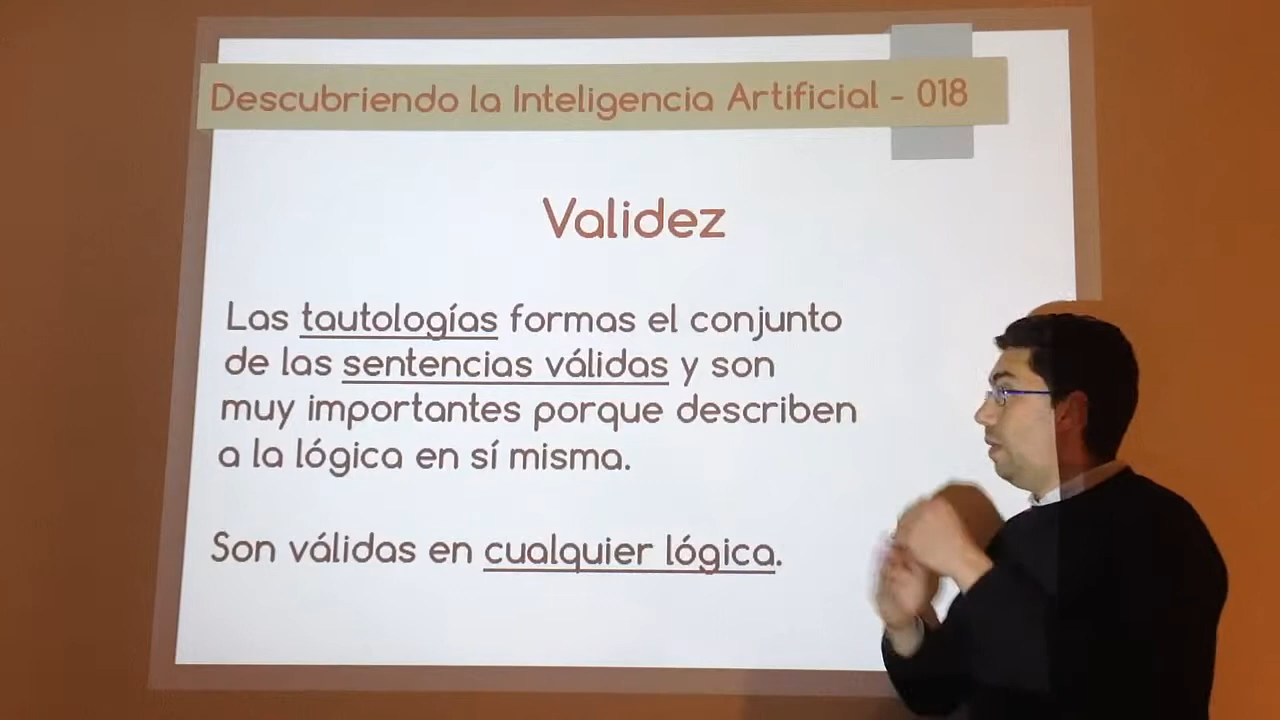 Descubriendo la Inteligencia Artificial - 018
Validez
Las tautologías formas el conjunto
de las sentencias válidas y son
muy importantes porque describen
a la lógica en sí misma.
Son válidas en cualquier lógica.